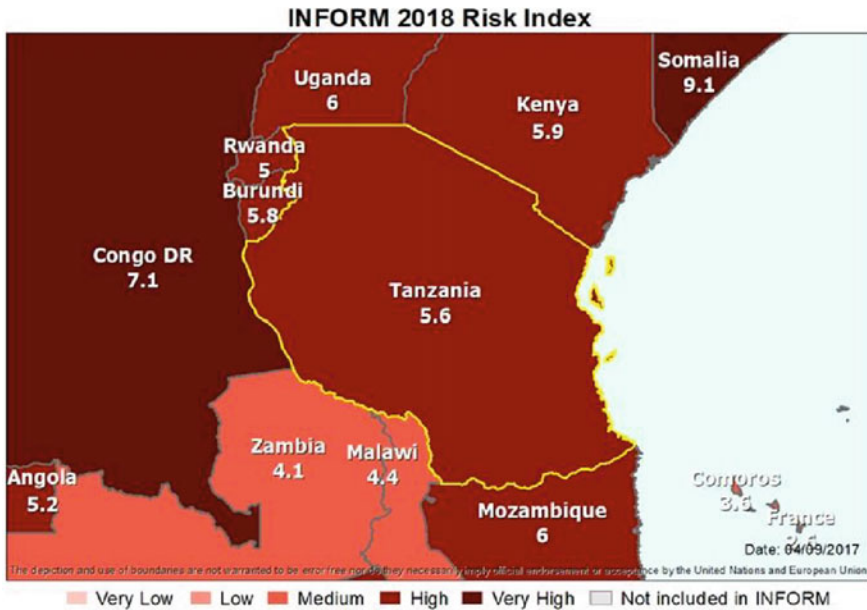 INFORM 2018 Risk Index
Somalia
9.1
Uganda
6
Kenya
5.9
Rwanda
5
Burundi
5.8
Congo DR
7.1
Tanzania
5.6
Zambia
4.1
Malawi
4.4
Angola
5.2
Mozambique
6
Comoros
3.6
France
Date: 04/09/2017
The depiction and use of boundaries are not warranted to be error free nor do they necessarily imply official endorsement or acceptance by the United Nations and European Union
Very Low Low Medium High Very High Not included in INFORM